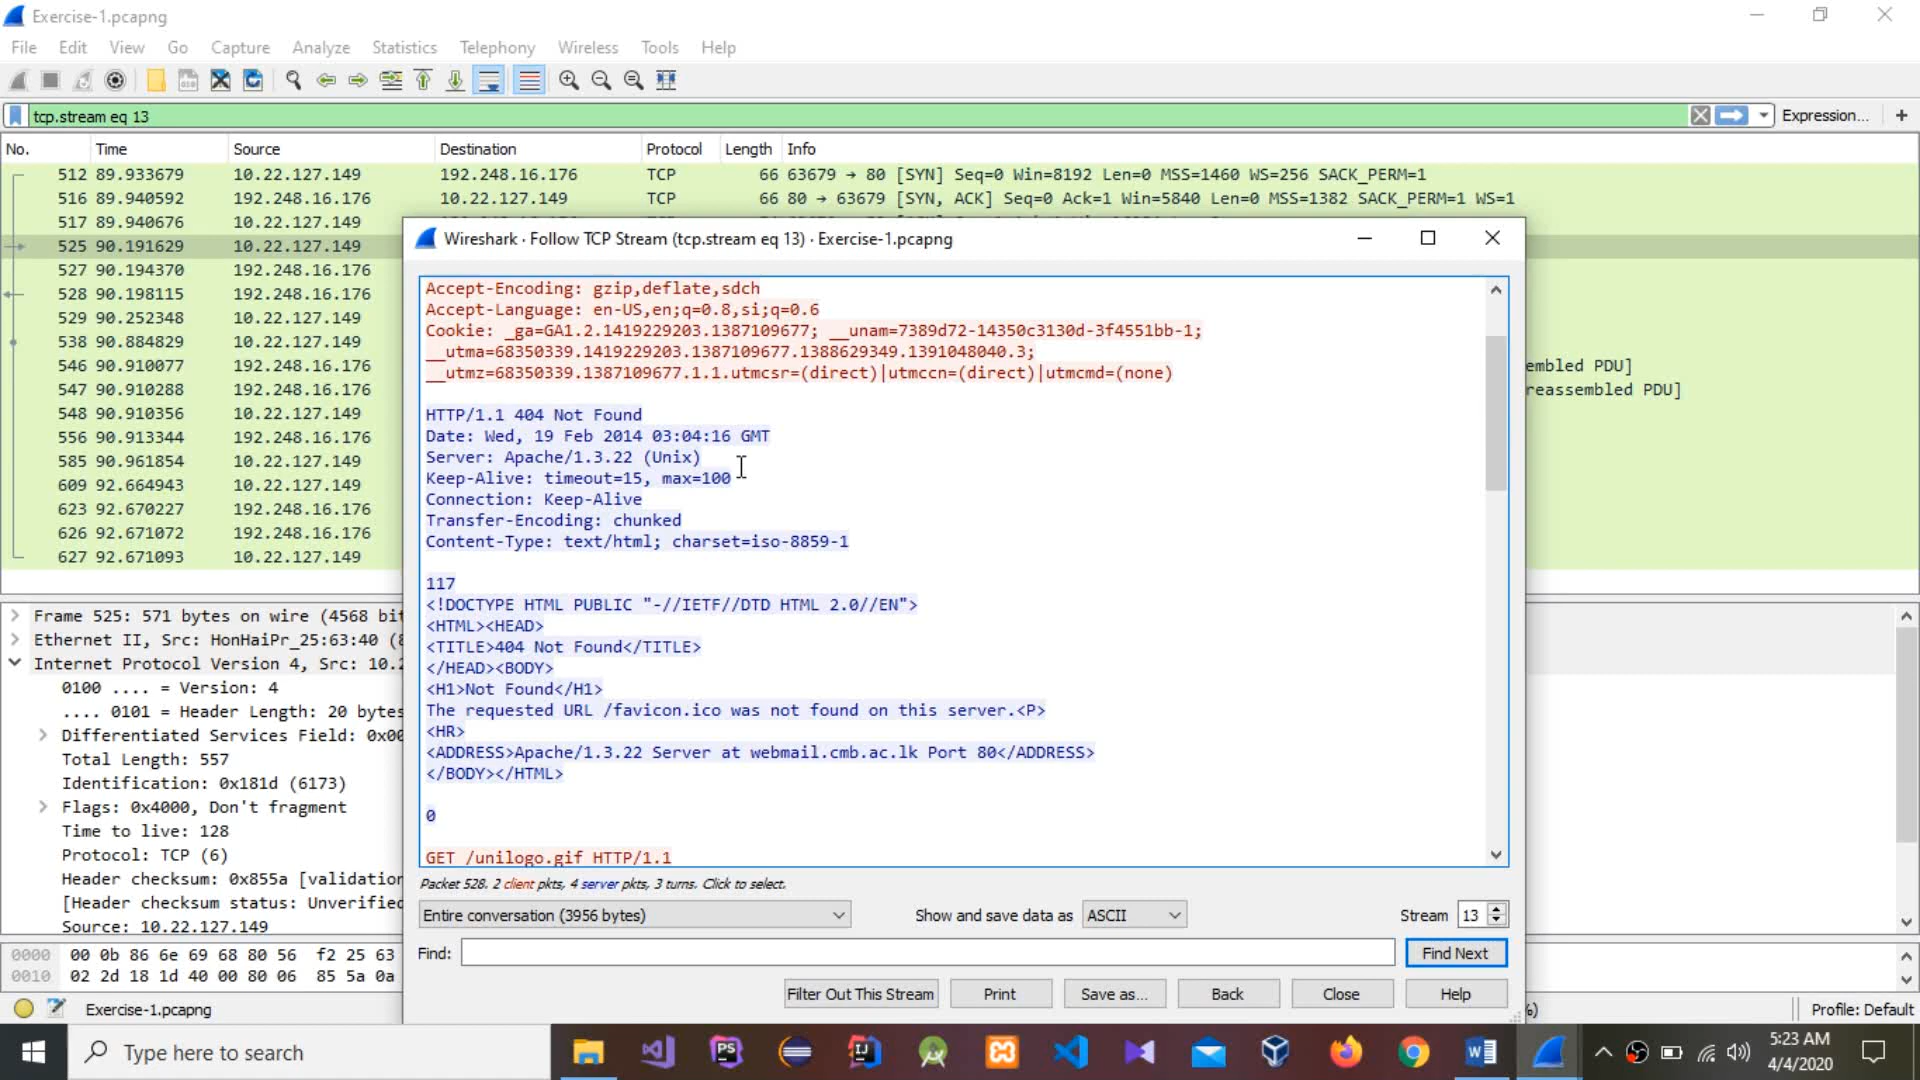 Exercise-1.pcapng
File Edit View Go Capture Analyze Statistics Telephony Wireless Tools Help
tcp.stream eq 13
Expression...
No. Time Source Destination Protocol Length Info
512 89.933679 10.22.127.149 192.248.16.176 TCP 66 63679 → 80 [SYN] Seq=0 Win=8192 Len=0 MSS=1460 WS=256 SACK_PERM=1
516 89.940592 192.248.16.176 10.22.127.149 TCP 66 80 → 63679 [SYN, ACK] Seq=0 Ack=1 Win=5840 Len=0 MSS=1382 SACK_PERM=1 WS=1
517 89.940676 10.22.127.149
525 90.191629 10.22.127.149
527 90.194370 192.248.16.176
528 90.198115 192.248.16.176
529 90.252348 10.22.127.149
538 90.884829 10.22.127.149
546 90.910077 192.248.16.176 embled PDU]
547 90.910288 192.248.16.176 reassembled PDU]
548 90.910356 10.22.127.149
556 90.913344 192.248.16.176
585 90.961854 10.22.127.149
609 92.664943 10.22.127.149
623 92.670227 192.248.16.176
626 92.671072 192.248.16.176
627 92.671093 10.22.127.149
Wireshark · Follow TCP Stream (tcp.stream eq 13) · Exercise-1.pcapng
Accept-Encoding: gzip,deflate,sdch
Accept-Language: en-US,en;q=0.8,si;q=0.6
Cookie: _ga=GA1.2.1419229203.1387109677; __unam=7389d72-14350c3130d-3f4551bb-1;
__utma=68350339.1419229203.1387109677.1388629349.1391048040.3;
__utmz=68350339.1387109677.1.1.utmcsr=(direct)|utmccn=(direct)|utmcmd=(none)
HTTP/1.1 404 Not Found
Date: Wed, 19 Feb 2014 03:04:16 GMT
Server: Apache/1.3.22 (Unix)
Keep-Alive: timeout=15, max=100
Connection: Keep-Alive
Transfer-Encoding: chunked
Content-Type: text/html; charset=iso-8859-1
117
<!DOCTYPE HTML PUBLIC "-//IETF//DTD HTML 2.0//EN">
<HTML><HEAD>
<TITLE>404 Not Found</TITLE>
</HEAD><BODY>
<H1>Not Found</H1>
The requested URL /favicon.ico was not found on this server.<P>
<HR>
<ADDRESS>Apache/1.3.22 Server at webmail.cmb.ac.lk Port 80</ADDRESS>
</BODY></HTML>
0
GET /unilogo.gif HTTP/1.1
Packet 528. 2 client pkts, 4 server pkts, 3 turns. Click to select.
Entire conversation (3956 bytes)
Show and save data as ASCII
Stream 13
Find:
Find Next
Filter Out This Stream Print Save as... Back Close Help
Frame 525: 571 bytes on wire (4568 bit
Ethernet II, Src: HonHaiPr_25:63:40 (8
Internet Protocol Version 4, Src: 10.2
0100 .... = Version: 4
.... 0101 = Header Length: 20 bytes
Differentiated Services Field: 0x00
Total Length: 557
Identification: 0x181d (6173)
Flags: 0x4000, Don't fragment
Time to live: 128
Protocol: TCP (6)
Header checksum: 0x855a [validation
[Header checksum status: Unverified
Source: 10.22.127.149
0000 00 0b 86 6e 69 68 80 56 f2 25 63
0010 02 2d 18 1d 40 00 80 06 85 5a 0a
Exercise-1.pcapng
Profile: Default
Type here to search
5:23 AM
4/4/2020